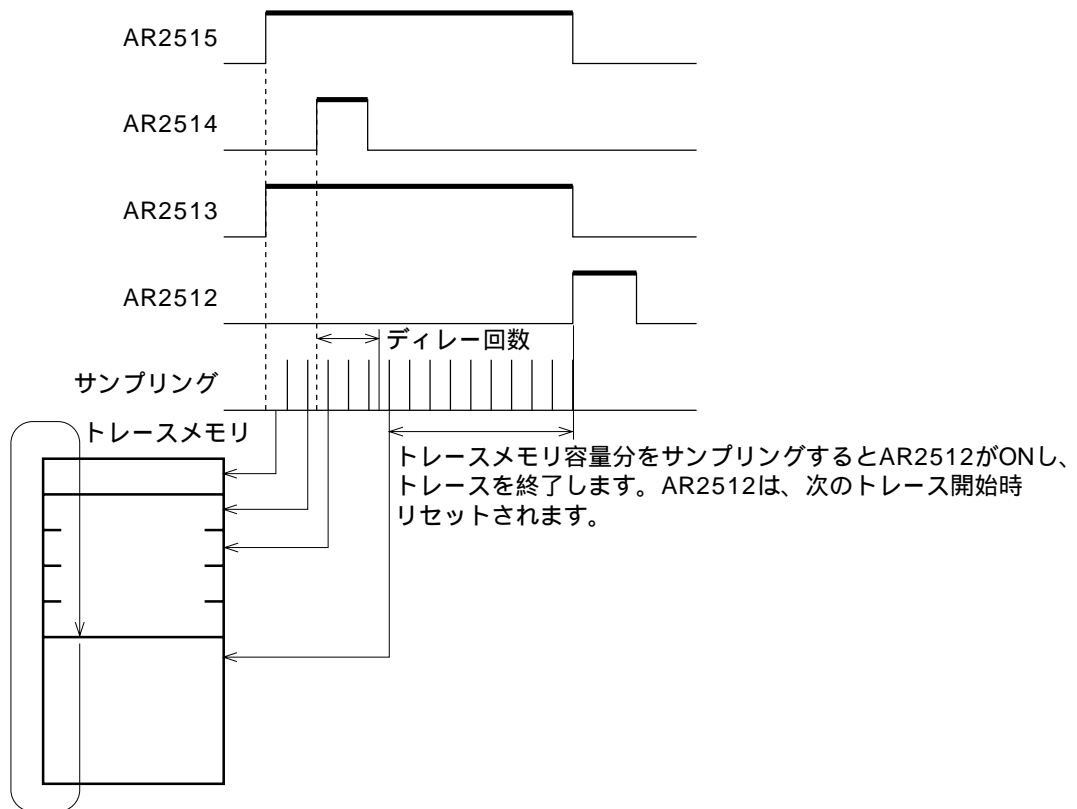 AR2515
AR2514
AR2513
AR2512
ディレー回数
サンプリング
トレースメモリ
トレースメモリ容量分をサンプリングするとAR2512がONし、
トレースを終了します。AR2512は、次のトレース開始時
リセットされます。